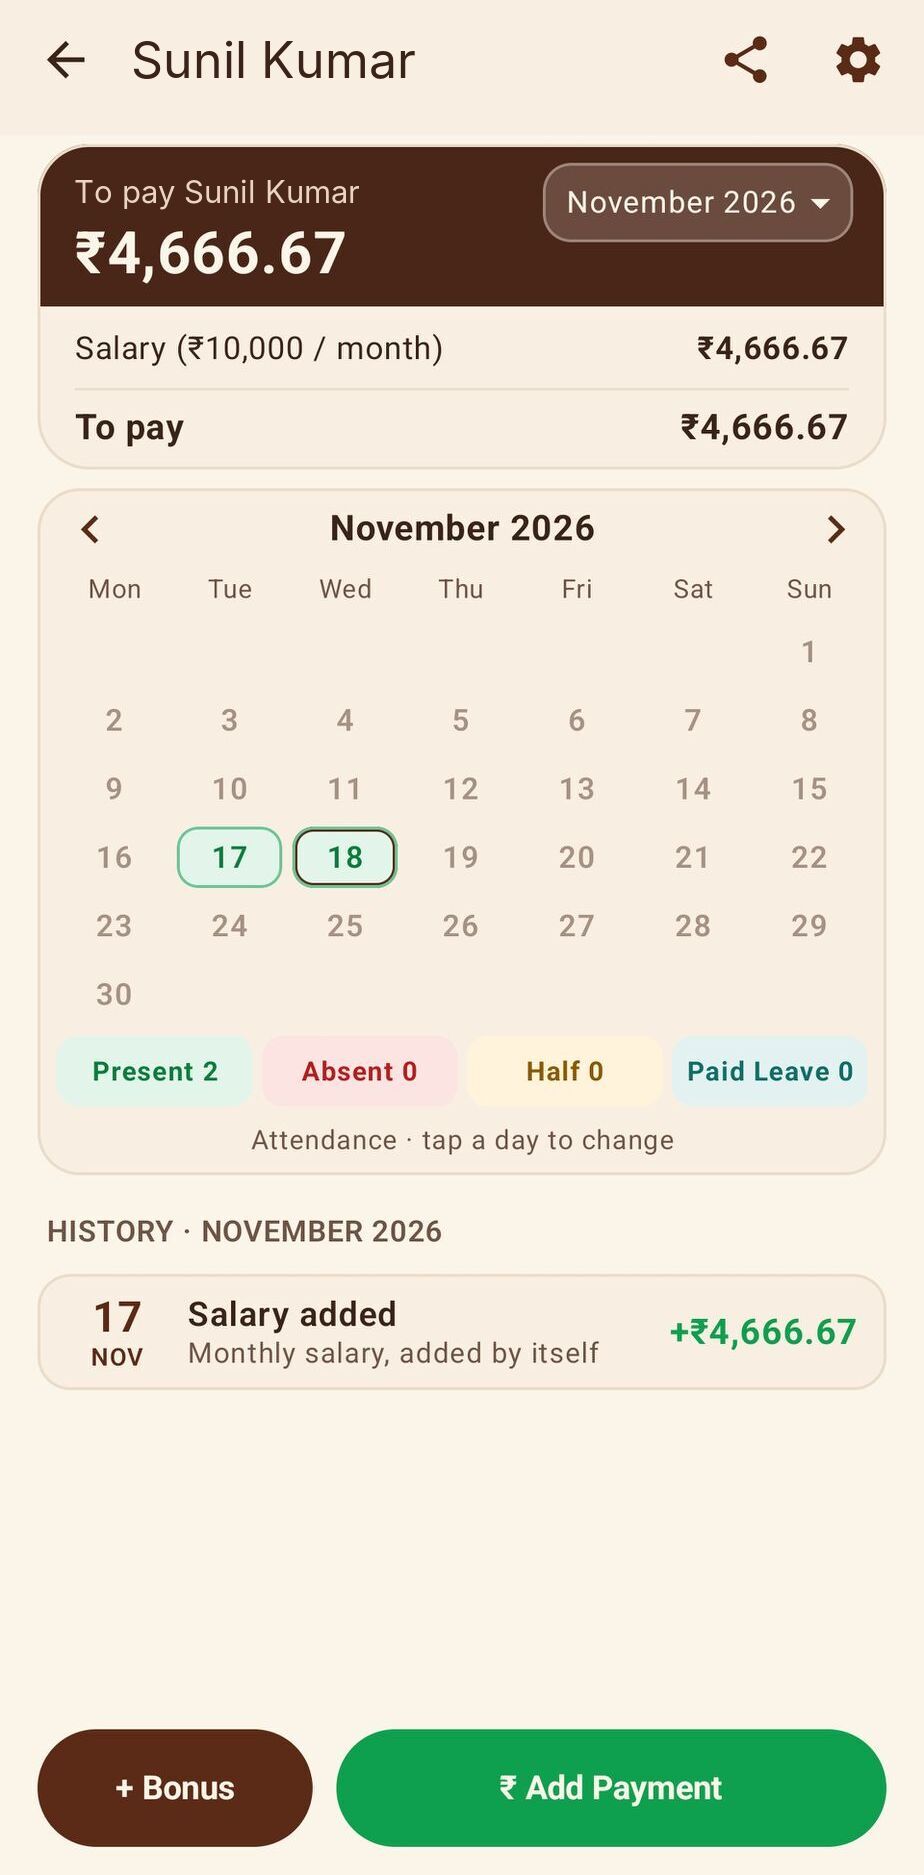 Sunil Kumar
To pay Sunil Kumar
November 2026
₹4,666.67
Salary (₹10,000 / month) ₹4,666.67
To pay ₹4,666.67
November 2026
Mon Tue Wed Thu Fri Sat Sun
1
2 3 4 5 6 7 8
9 10 11 12 13 14 15
16 17 18 19 20 21 22
23 24 25 26 27 28 29
30
Present 2 Absent 0 Half 0 Paid Leave 0
Attendance · tap a day to change
HISTORY · NOVEMBER 2026
17 Salary added +₹4,666.67
NOV Monthly salary, added by itself
+ Bonus ₹ Add Payment